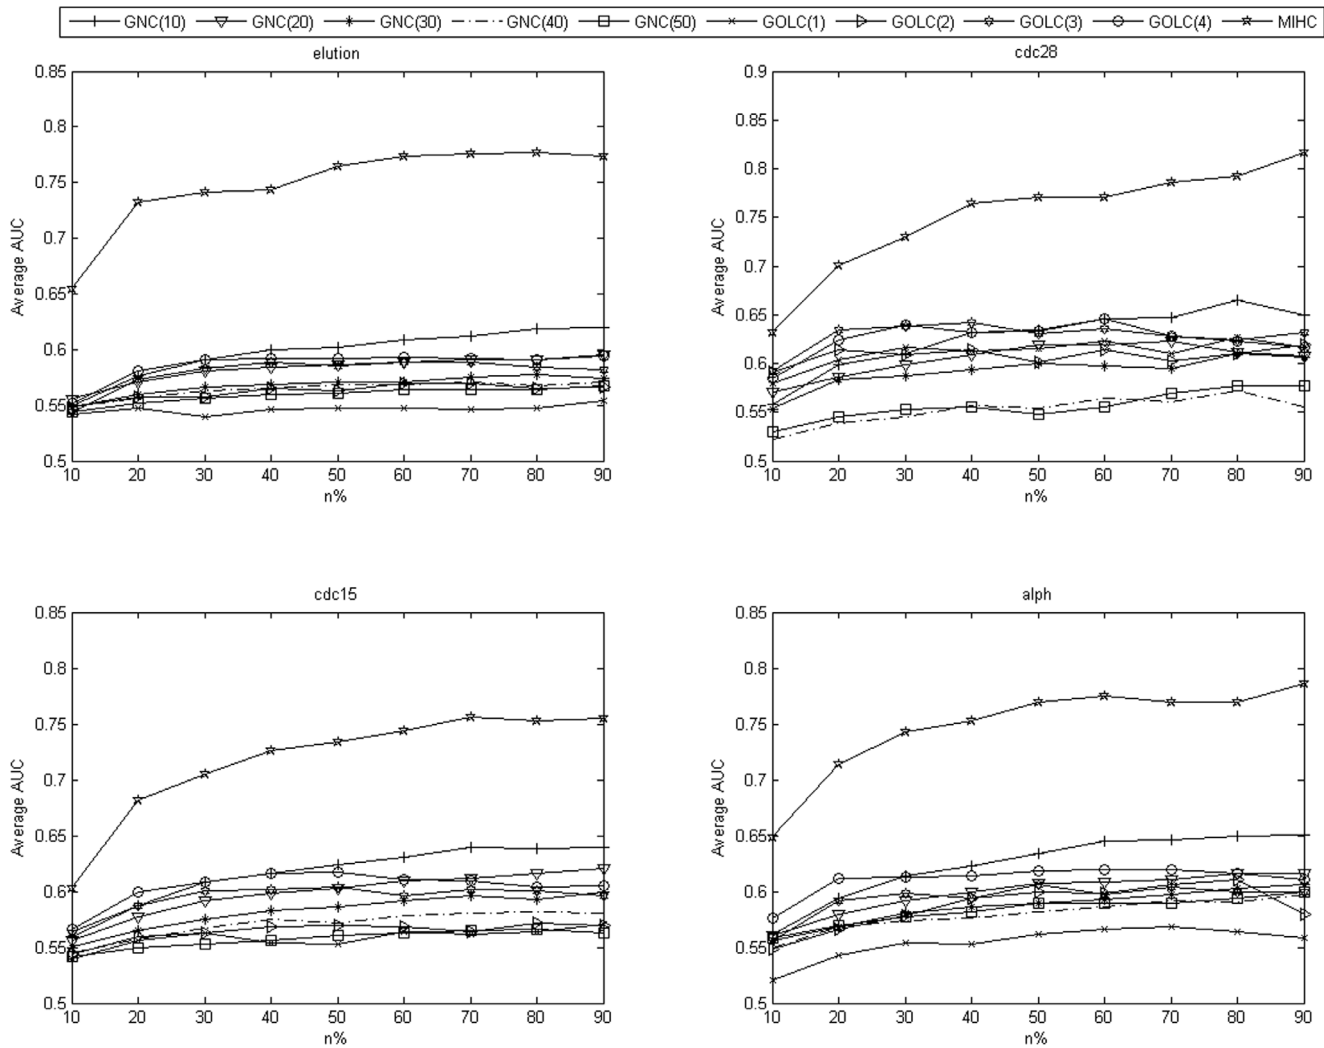 GNC(10) GNC(20) GNC(30) GNC(40) GNC(50) GOLC(1) GOLC(2) GOLC(3) GOLC(4) MIHC
elution
0.85
0.8
0.75
0.7
0.65
0.6
0.55
0.5
Average AUC
10 20 30 40 50 60 70 80 90
n%
cdc28
0.9
0.85
0.8
0.75
0.7
0.65
0.6
0.55
0.5
Average AUC
10 20 30 40 50 60 70 80 90
n%
cdc15
0.85
0.8
0.75
0.7
0.65
0.6
0.55
0.5
Average AUC
10 20 30 40 50 60 70 80 90
n%
alph
0.85
0.8
0.75
0.7
0.65
0.6
0.55
0.5
Average AUC
10 20 30 40 50 60 70 80 90
n%